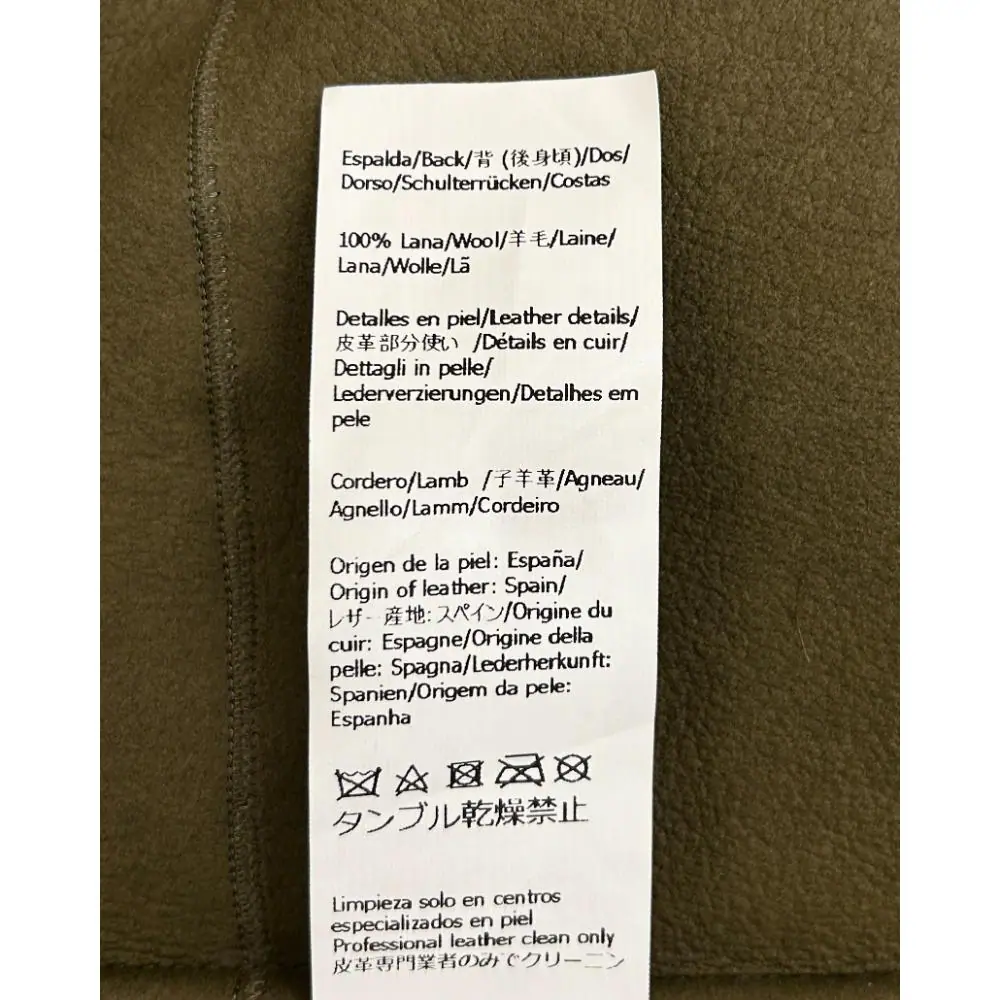 Espalda/Back/背 (後身頃)/Dos/
Dorso/Schulterrücken/Costas
100% Lana/Wool/羊毛/Laine/
Lana/Wolle/Lã
Detalles en piel/Leather details/
皮革部分使い /Détails en cuir/
Dettagli in pelle/
Lederverzierungen/Detalhes em
pele
Cordero/Lamb /子羊革/Agneau/
Agnello/Lamm/Cordeiro
Origen de la piel: España/
Origin of leather: Spain/
レザー産地: スペイン/Origine du
cuir: Espagne/Origine della
pelle: Spagna/Lederherkunft:
Spanien/Origem da pele:
Espanha
タンブル乾燥禁止
Limpieza solo en centros
especializados en piel
Professional leather clean only
皮革専門業者のみでクリーニン